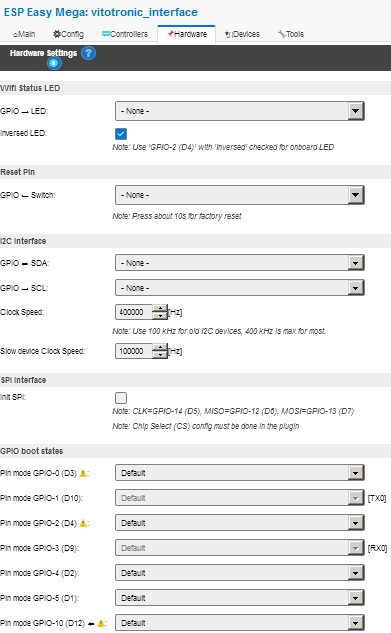 ESP Easy Mega: vitotronic_interface
Main Config Controllers Hardware Devices Tools
Hardware Settings ?
Wifi Status LED
GPIO → LED: - None -
Inversed LED:
Note: Use 'GPIO-2 (D4)' with 'Inversed' checked for onboard LED
Reset Pin
GPIO ← Switch: - None -
Note: Press about 10s for factory reset
I2C Interface
GPIO ⇌ SDA: - None -
GPIO → SCL: - None -
Clock Speed: 400000 [Hz]
Note: Use 100 kHz for old I2C devices, 400 kHz is max for most.
Slow device Clock Speed: 100000 [Hz]
SPI Interface
Init SPI:
Note: CLK=GPIO-14 (D5), MISO=GPIO-12 (D6), MOSI=GPIO-13 (D7)
Note: Chip Select (CS) config must be done in the plugin
GPIO boot states
Pin mode GPIO-0 (D3) ⚠: Default
Pin mode GPIO-1 (D10): Default [TX0]
Pin mode GPIO-2 (D4) ⚠: Default
Pin mode GPIO-3 (D9): Default [RX0]
Pin mode GPIO-4 (D2): Default
Pin mode GPIO-5 (D1): Default
Pin mode GPIO-10 (D12) ← ⚠: Default